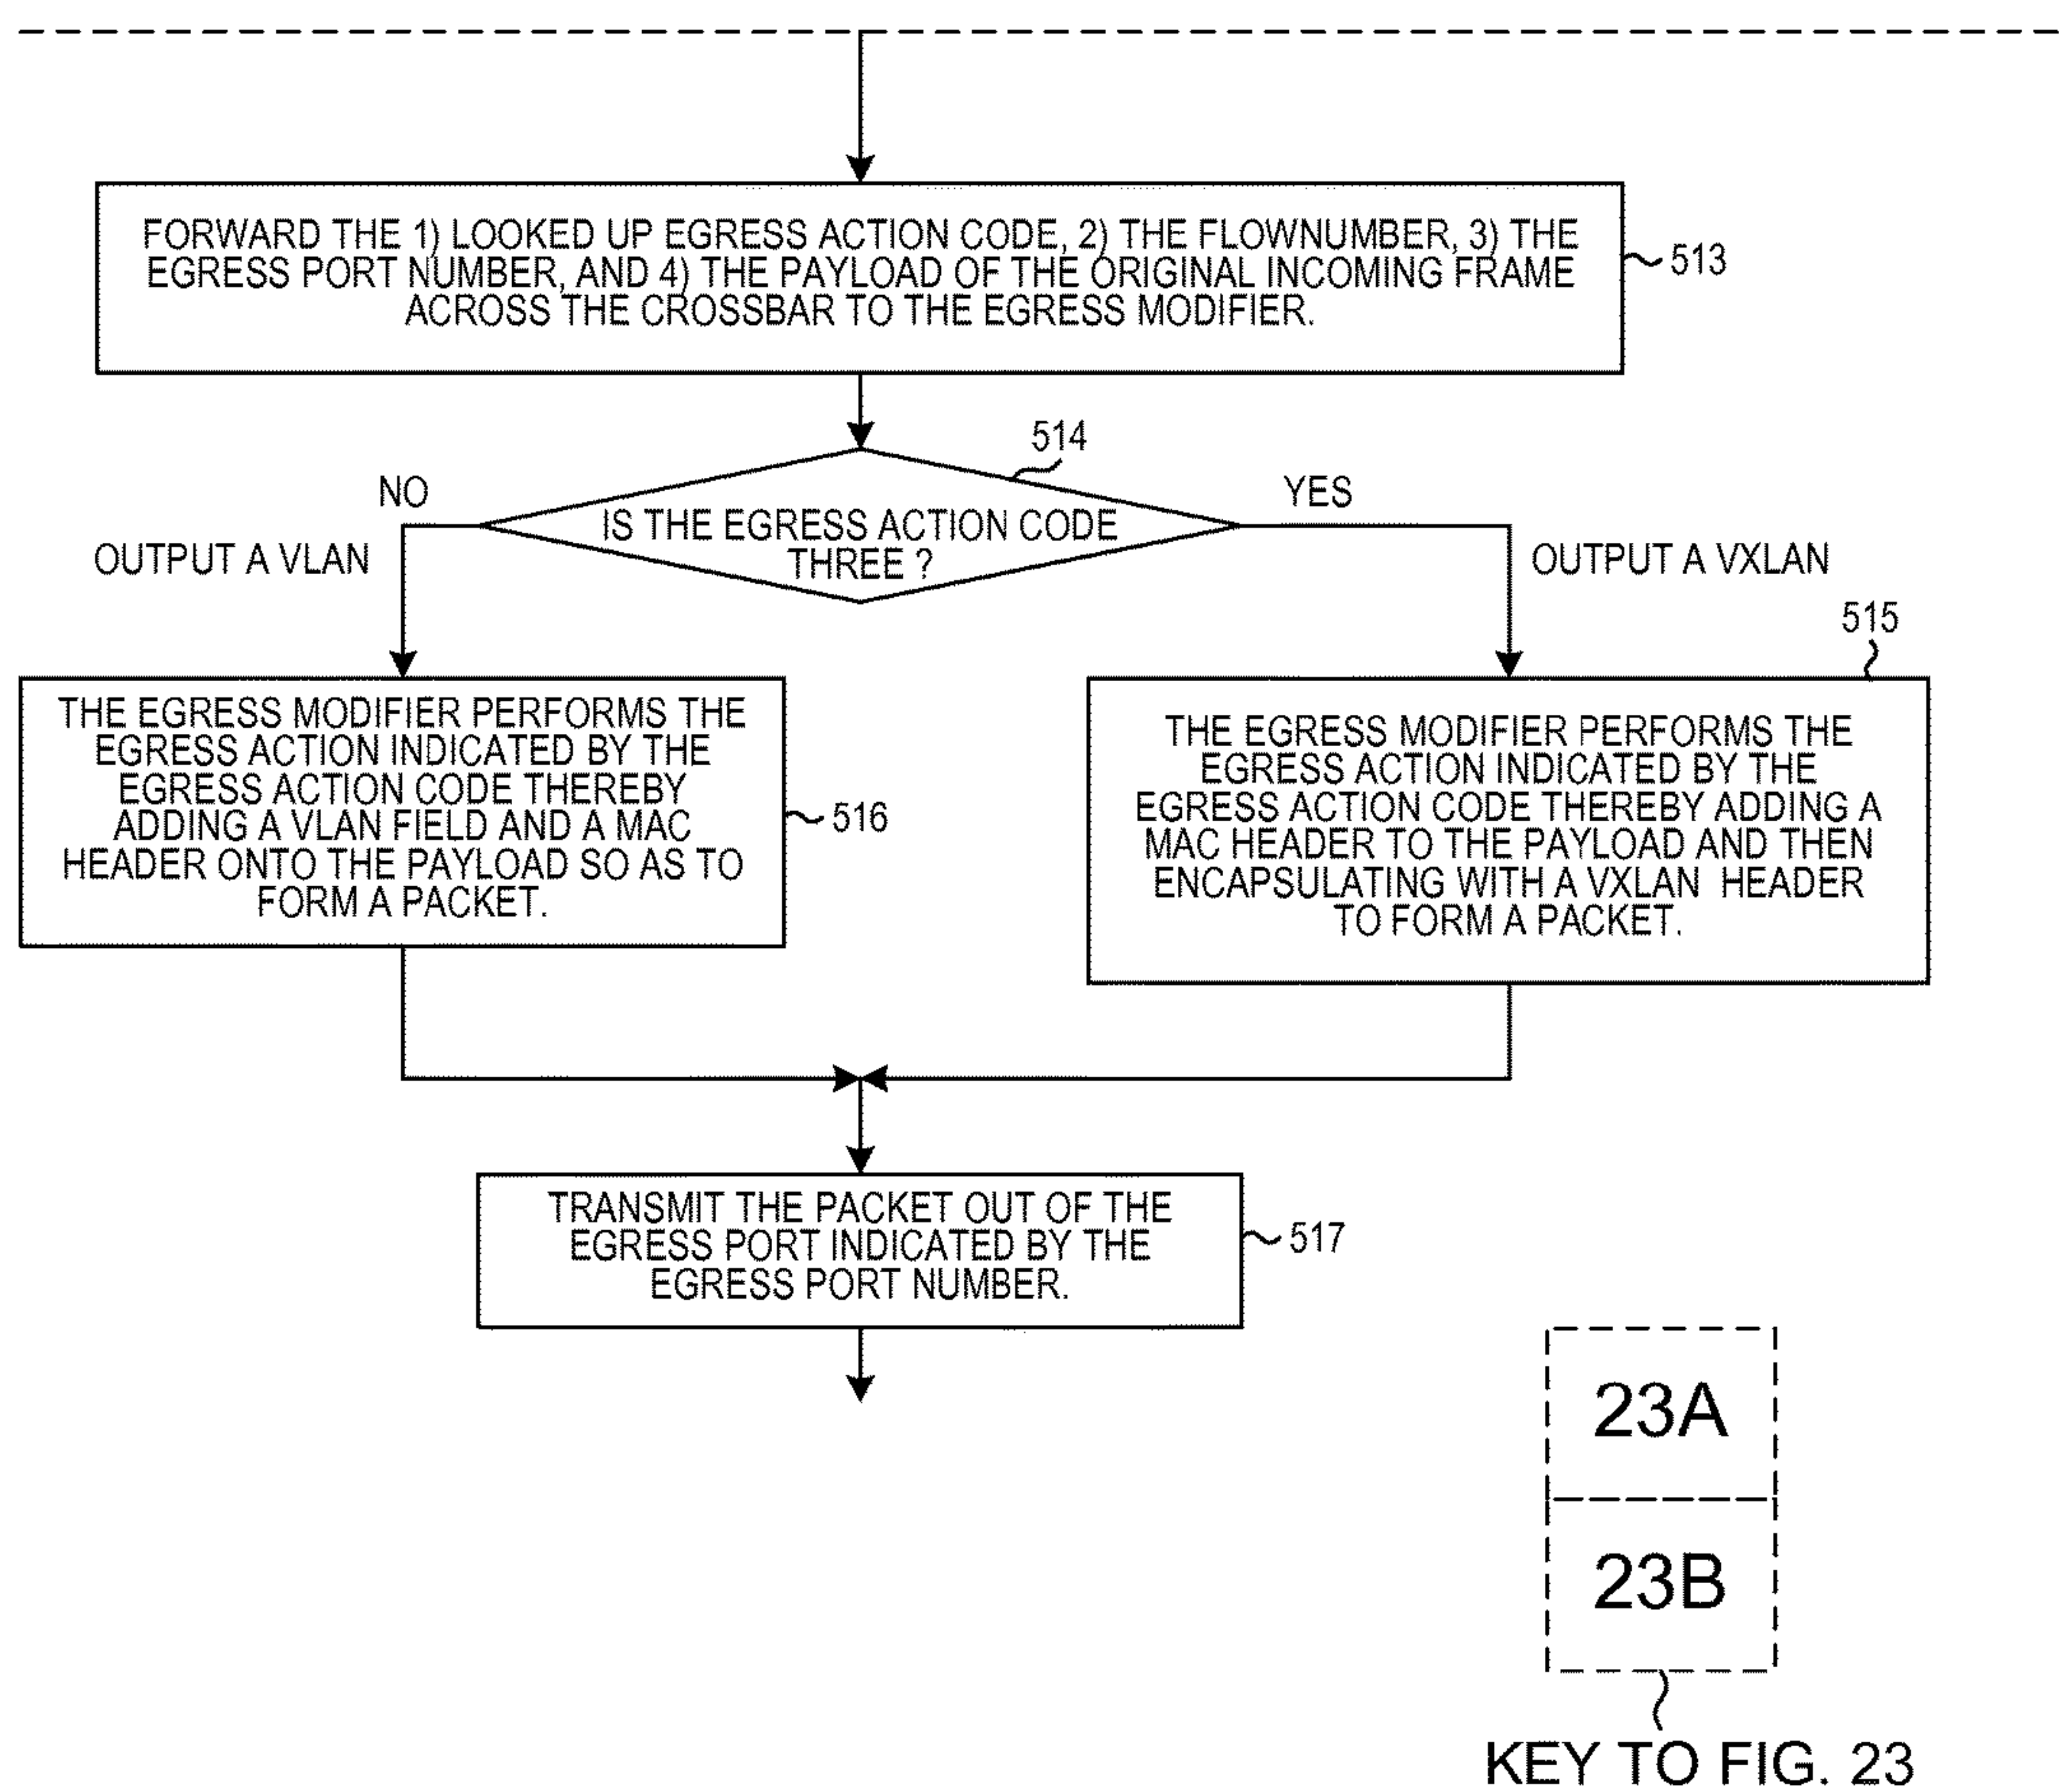 FORWARD THE 1) LOOKED UP EGRESS ACTION CODE, 2) THE FLOWNUMBER, 3) THE
EGRESS PORT NUMBER, AND 4) THE PAYLOAD OF THE ORIGINAL INCOMING FRAME
ACROSS THE CROSSBAR TO THE EGRESS MODIFIER.
513
514
NO
YES
IS THE EGRESS ACTION CODE
THREE ?
OUTPUT A VLAN
OUTPUT A VXLAN
THE EGRESS MODIFIER PERFORMS THE
EGRESS ACTION INDICATED BY THE
EGRESS ACTION CODE THEREBY
ADDING A VLAN FIELD AND A MAC
HEADER ONTO THE PAYLOAD SO AS TO
FORM A PACKET.
516
515
THE EGRESS MODIFIER PERFORMS THE
EGRESS ACTION INDICATED BY THE
EGRESS ACTION CODE THEREBY ADDING A
MAC HEADER TO THE PAYLOAD AND THEN
ENCAPSULATING WITH A VXLAN HEADER
TO FORM A PACKET.
TRANSMIT THE PACKET OUT OF THE
EGRESS PORT INDICATED BY THE
EGRESS PORT NUMBER.
517
23A
23B
KEY TO FIG. 23